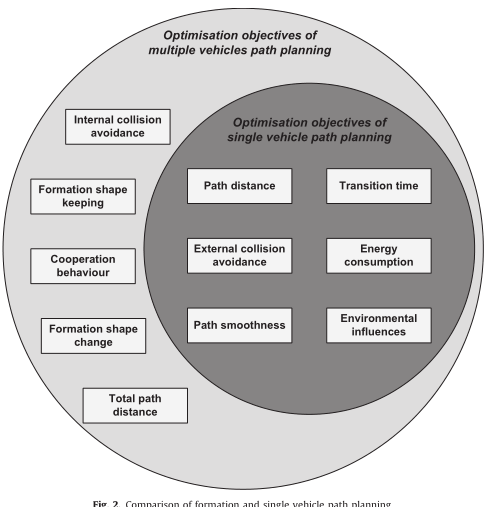 Optimisation objectives of
multiple vehicles path planning
Internal collision
avoidance
Optimisation objectives of
single vehicle path planning
Formation shape
keeping
Path distance
Transition time
Cooperation
behaviour
External collision
avoidance
Energy
consumption
Formation shape
change
Path smoothness
Environmental
influences
Total path
distance
Fig. 2. Comparison of formation and single vehicle path planning